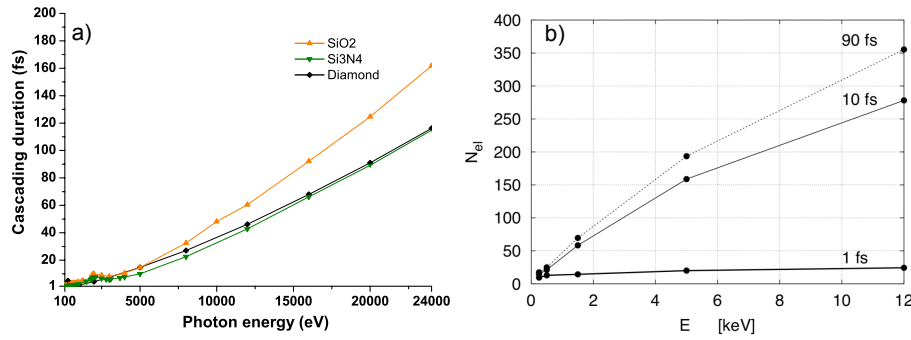 a)
SiO2
Si3N4
Diamond
Cascading duration (fs)
200
180
160
140
120
100
80
60
40
20
1
100 5000 10000 15000 20000 24000
Photon energy (eV)
b)
90 fs
10 fs
1 fs
N_el
400
350
300
250
200
150
100
50
0
0 2 4 6 8 10 12
E [keV]